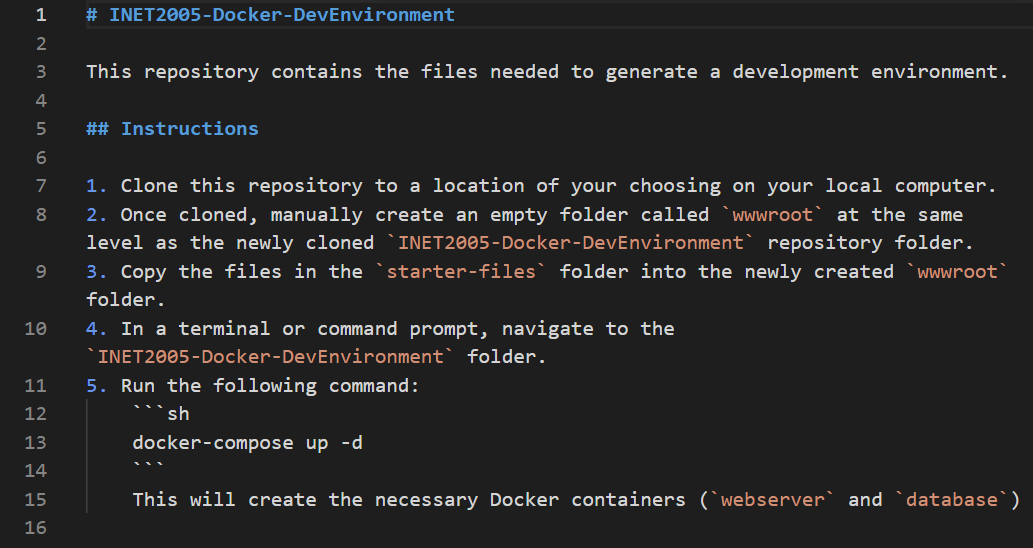 1 # INET2005-Docker-DevEnvironment
2
3 This repository contains the files needed to generate a development environment.
4
5 ## Instructions
6
7 1. Clone this repository to a location of your choosing on your local computer.
8 2. Once cloned, manually create an empty folder called `wwwroot` at the same
level as the newly cloned `INET2005-Docker-DevEnvironment` repository folder.
9 3. Copy the files in the `starter-files` folder into the newly created `wwwroot`
folder.
10 4. In a terminal or command prompt, navigate to the
`INET2005-Docker-DevEnvironment` folder.
11 5. Run the following command:
12 ```sh
13 docker-compose up -d
14 ```
15 This will create the necessary Docker containers (`webserver` and `database`)
16